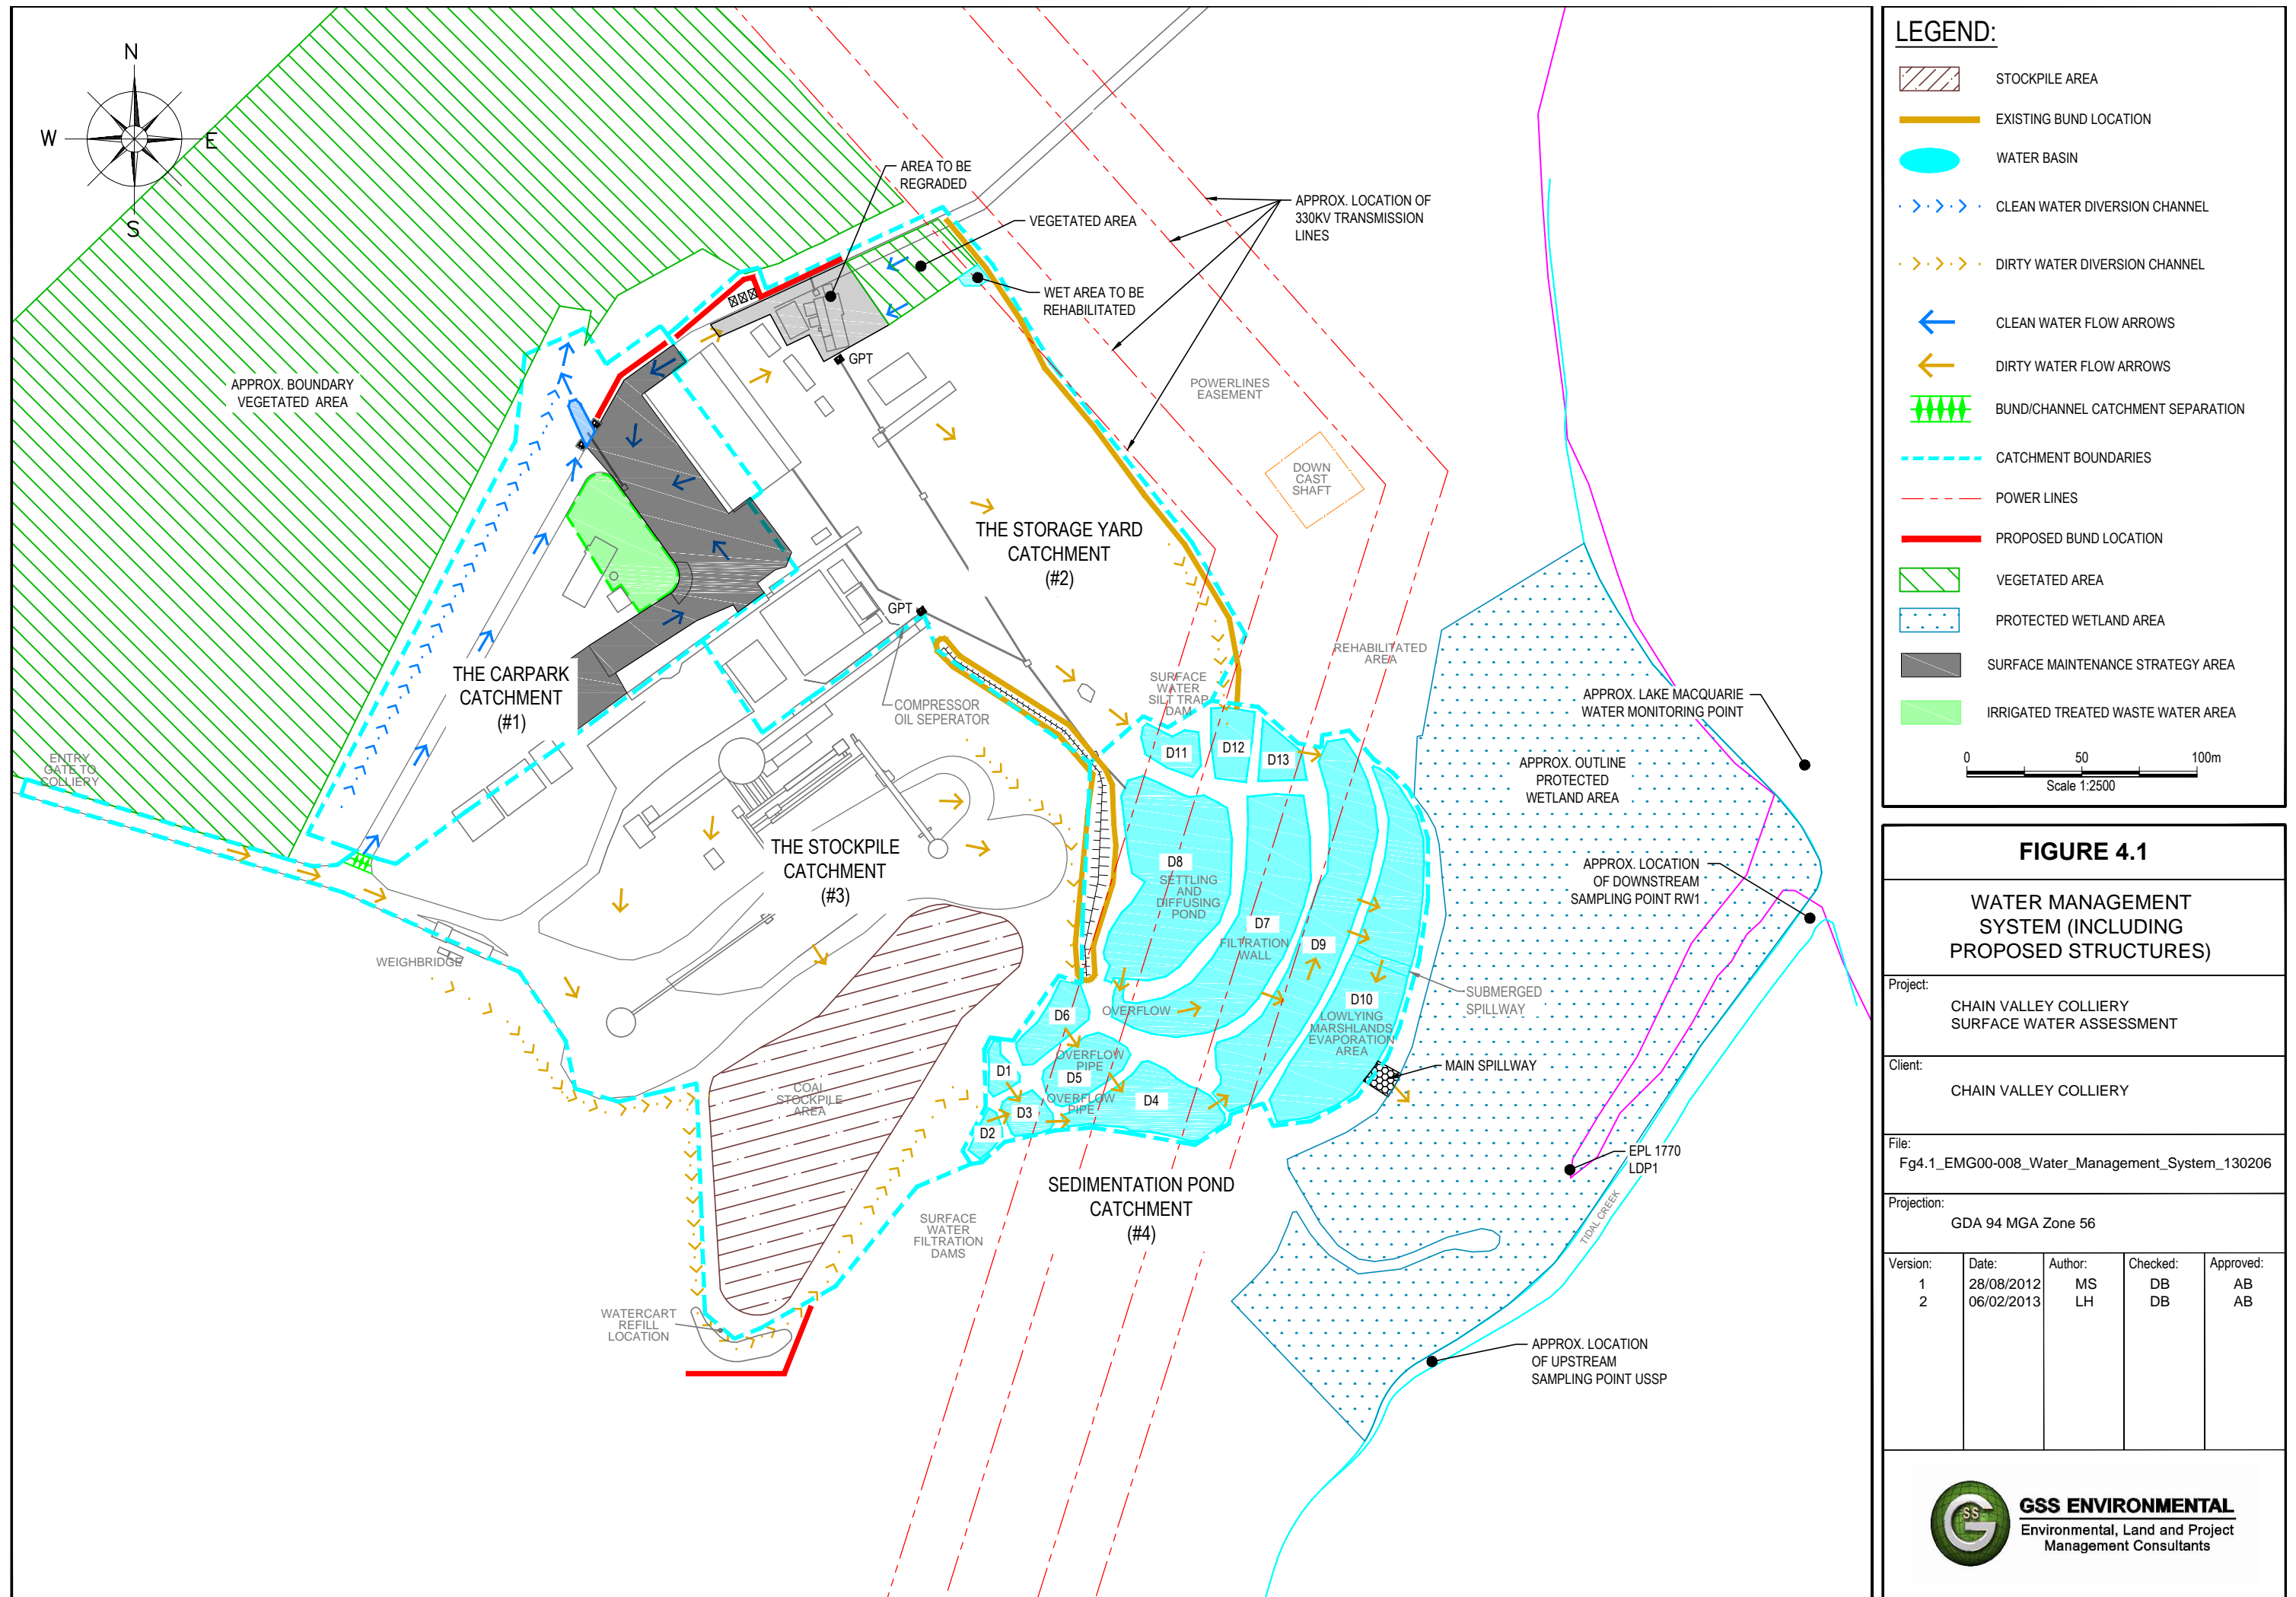 N
W
E
S
AREA TO BE
REGRADED
VEGETATED AREA
APPROX. LOCATION OF
330KV TRANSMISSION
LINES
WET AREA TO BE
REHABILITATED
GPT
APPROX. BOUNDARY
VEGETATED AREA
POWERLINES
EASEMENT
DOWN
CAST
SHAFT
THE STORAGE YARD
CATCHMENT
(#2)
GPT
THE CARPARK
CATCHMENT
(#1)
COMPRESSOR
OIL SEPERATOR
SURFACE
WATER
SILT TRAP
DAM
REHABILITATED
AREA
ENTRY
GATE TO
COLLIERY
APPROX. LAKE MACQUARIE
WATER MONITORING POINT
APPROX. OUTLINE
PROTECTED
WETLAND AREA
D11
D12
D13
THE STOCKPILE
CATCHMENT
(#3)
D8
SETTLING
AND
DIFFUSING
POND
D7
FILTRATION
WALL
D9
APPROX. LOCATION
OF DOWNSTREAM
SAMPLING POINT RW1
WEIGHBRIDGE
D10
LOWLYING
MARSHLANDS
EVAPORATION
AREA
SUBMERGED
SPILLWAY
OVERFLOW
D6
OVERFLOW
PIPE
D1
D5
OVERFLOW
PIPE
D4
D3
D2
MAIN SPILLWAY
COAL
STOCKPILE
AREA
EPL 1770
LDP1
TIDAL CREEK
SEDIMENTATION POND
CATCHMENT
(#4)
SURFACE
WATER
FILTRATION
DAMS
WATERCART
REFILL
LOCATION
APPROX. LOCATION
OF UPSTREAM
SAMPLING POINT USSP
LEGEND:
STOCKPILE AREA
EXISTING BUND LOCATION
WATER BASIN
CLEAN WATER DIVERSION CHANNEL
DIRTY WATER DIVERSION CHANNEL
CLEAN WATER FLOW ARROWS
DIRTY WATER FLOW ARROWS
BUND/CHANNEL CATCHMENT SEPARATION
CATCHMENT BOUNDARIES
POWER LINES
PROPOSED BUND LOCATION
VEGETATED AREA
PROTECTED WETLAND AREA
SURFACE MAINTENANCE STRATEGY AREA
IRRIGATED TREATED WASTE WATER AREA
0 50 100m
Scale 1:2500
FIGURE 4.1
WATER MANAGEMENT
SYSTEM (INCLUDING
PROPOSED STRUCTURES)
Project:
CHAIN VALLEY COLLIERY
SURFACE WATER ASSESSMENT
Client:
CHAIN VALLEY COLLIERY
File:
Fg4.1_EMG00-008_Water_Management_System_130206
Projection:
GDA 94 MGA Zone 56
Version: Date: Author: Checked: Approved:
1 28/08/2012 MS DB AB
2 06/02/2013 LH DB AB
G
SS
GSS ENVIRONMENTAL
Environmental, Land and Project
Management Consultants